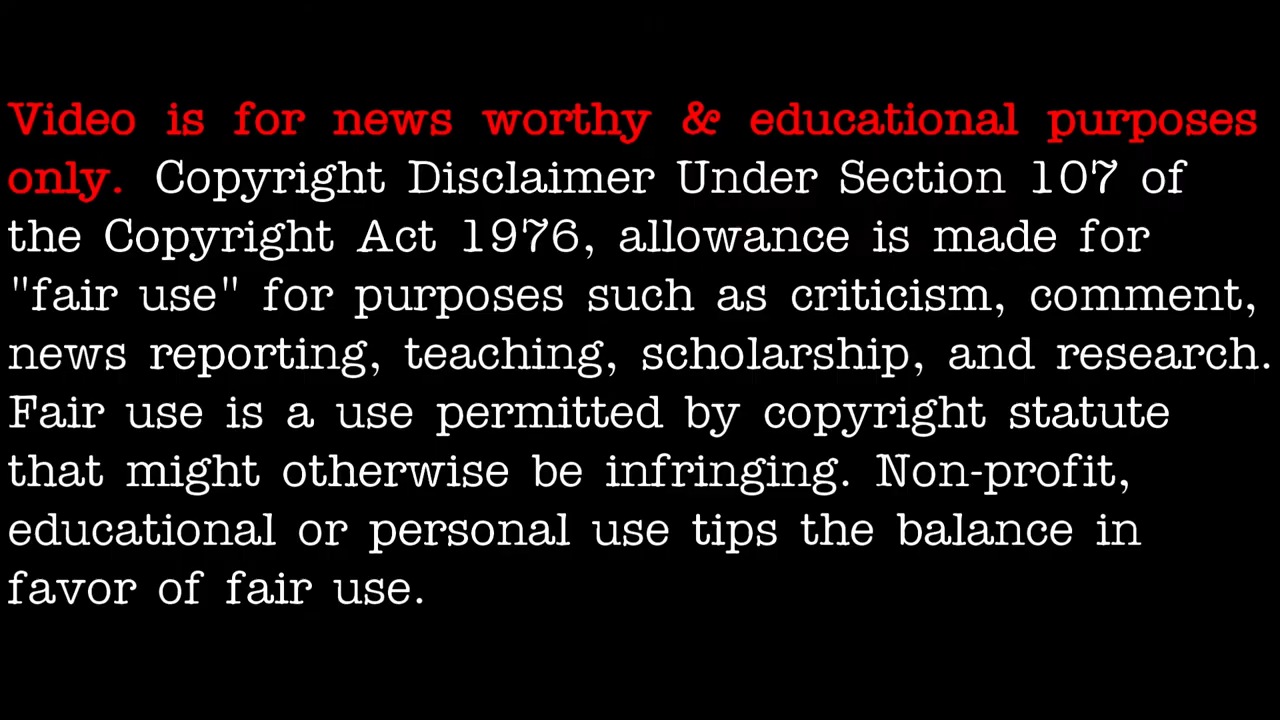 Video is for news worthy & educational purposes
only. Copyright Disclaimer Under Section 107 of
the Copyright Act 1976, allowance is made for
"fair use" for purposes such as criticism, comment,
news reporting, teaching, scholarship, and research.
Fair use is a use permitted by copyright statute
that might otherwise be infringing. Non-profit,
educational or personal use tips the balance in
favor of fair use.